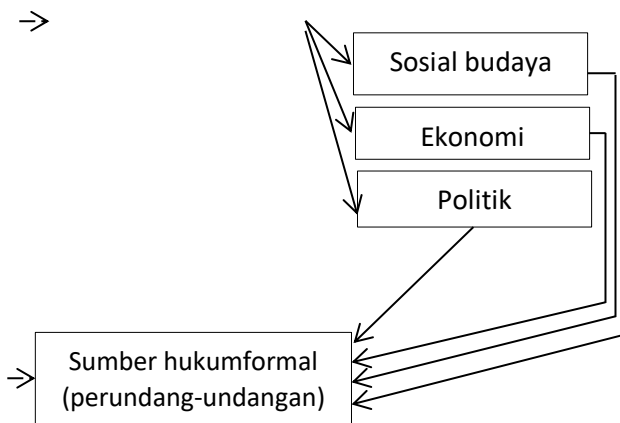 Sosial budaya
Ekonomi
Politik
Sumber hukumformal
(perundang-undangan)